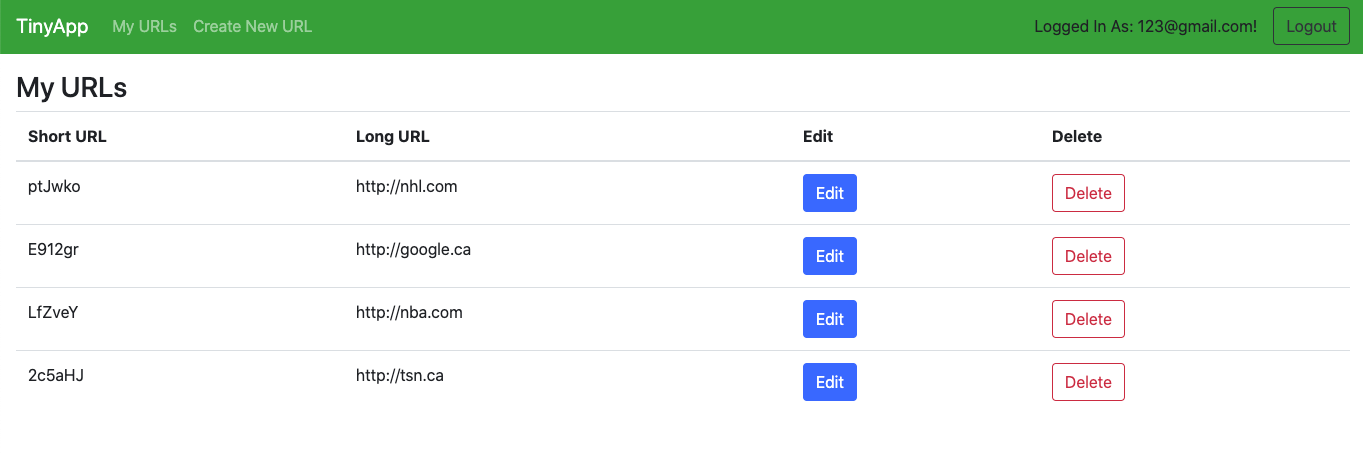 TinyApp My URLs Create New URL Logged In As: 123@gmail.com! Logout
My URLs
Short URL Long URL Edit Delete
ptJwko http://nhl.com Edit Delete
E912gr http://google.ca Edit Delete
LfZveY http://nba.com Edit Delete
2c5aHJ http://tsn.ca Edit Delete